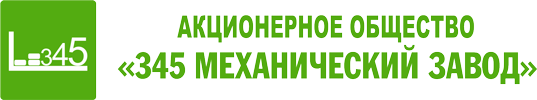 345
АКЦИОНЕРНОЕ ОБЩЕСТВО
«345 МЕХАНИЧЕСКИЙ ЗАВОД»